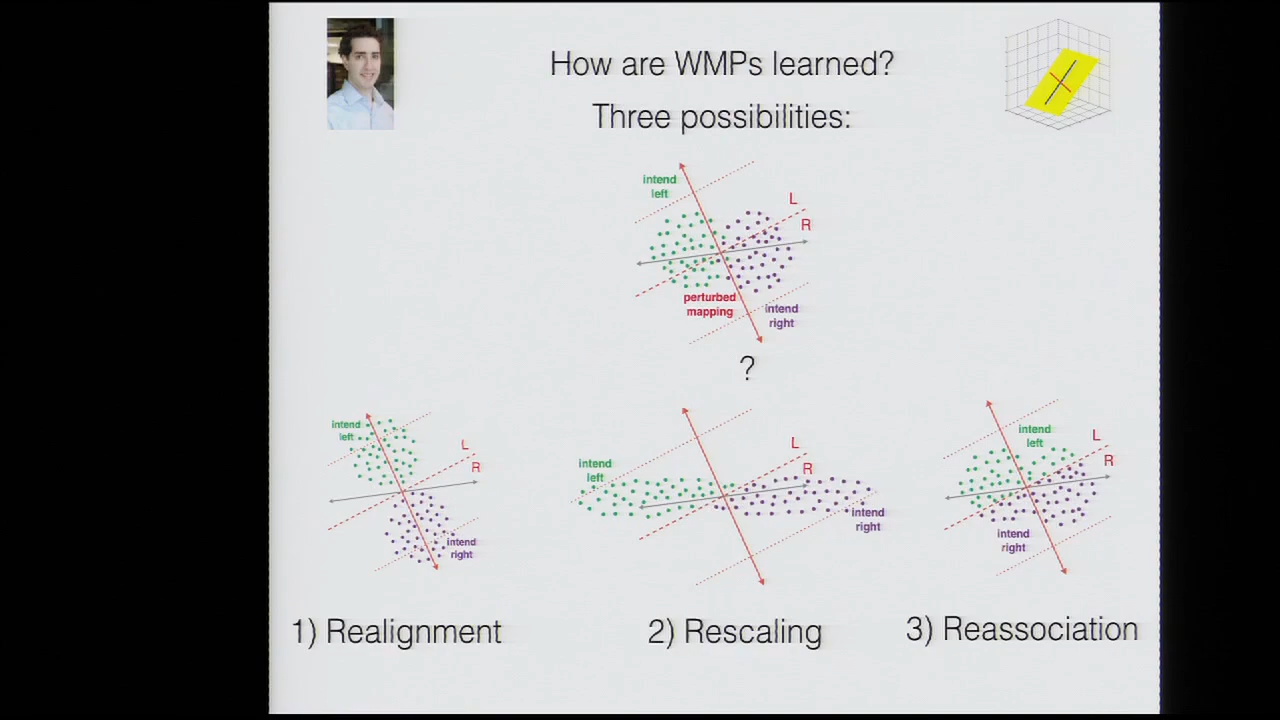 How are WMPs learned?
Three possibilities:
intend
left
L
R
perturbed
mapping
intend
right
?
intend
left
L
R
intend
right
intend
left
L
R
intend
right
intend
left
L
R
intend
right
1) Realignment
2) Rescaling
3) Reassociation